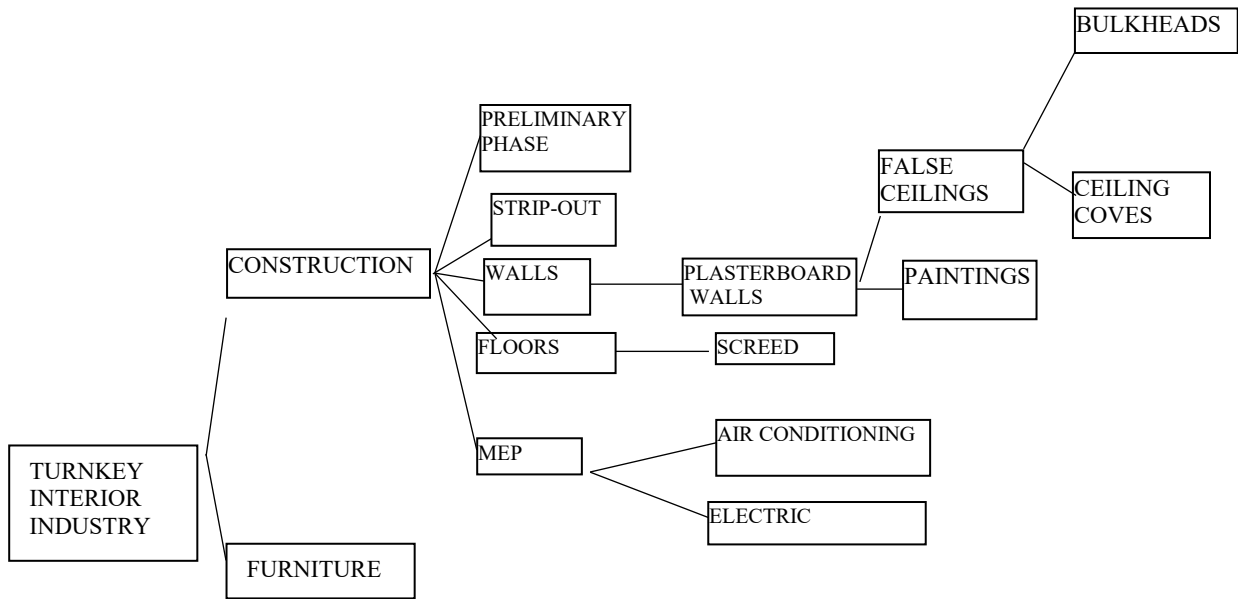 BULKHEADS
PRELIMINARY
PHASE
FALSE
CEILINGS
CEILING
COVES
STRIP-OUT
CONSTRUCTION
WALLS
PLASTERBOARD
WALLS
PAINTINGS
FLOORS
SCREED
MEP
AIR CONDITIONING
ELECTRIC
TURNKEY
INTERIOR
INDUSTRY
FURNITURE